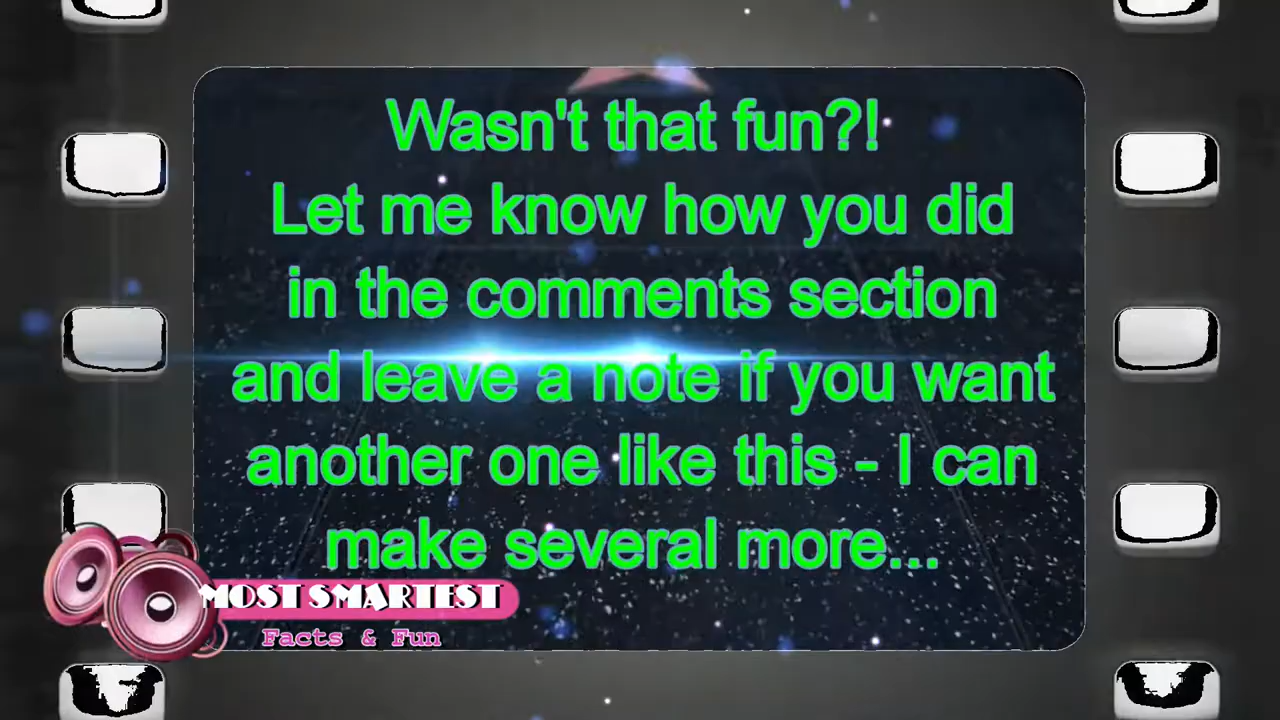 Wasn't that fun?!
Let me know how you did
in the comments section
and leave a note if you want
another one like this - I can
make several more...
MOST SMARTEST
Facts & Fun